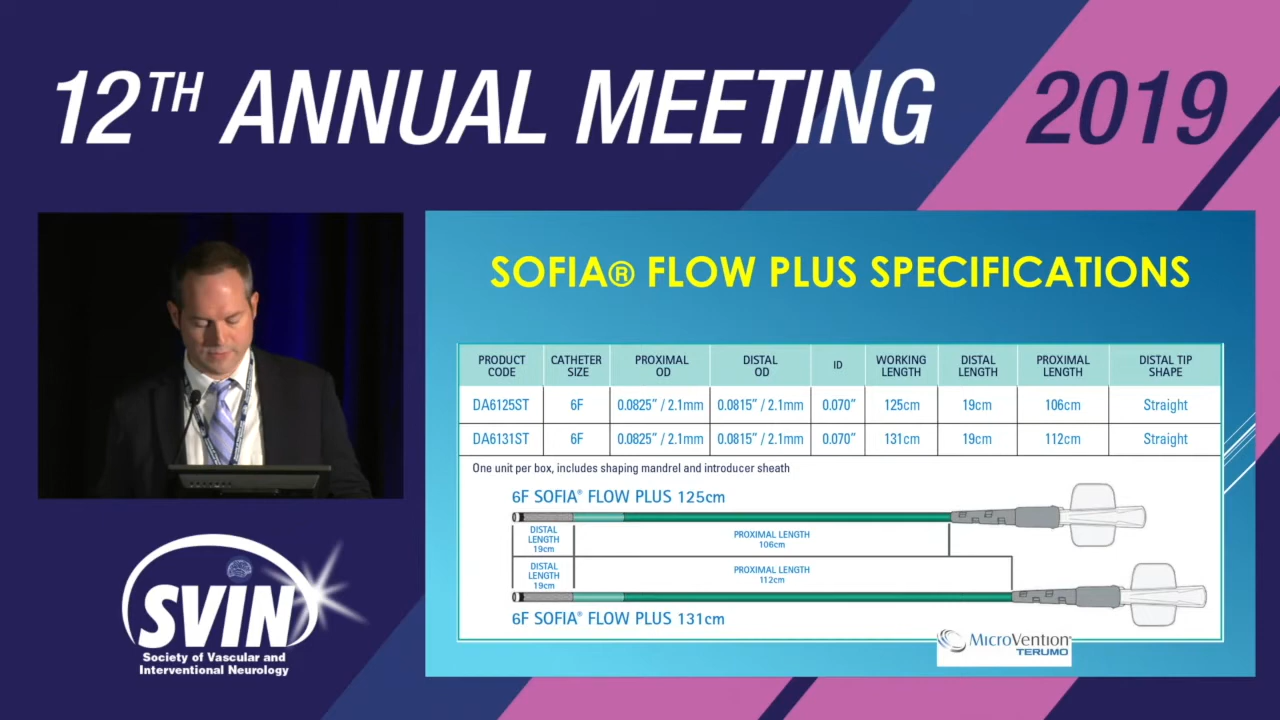 12TH ANNUAL MEETING 2019
SOFIA® FLOW PLUS SPECIFICATIONS
PRODUCT CODE CATHETER SIZE PROXIMAL OD DISTAL OD ID WORKING LENGTH DISTAL LENGTH PROXIMAL LENGTH DISTAL TIP SHAPE
DA6125ST 6F 0.0825″ / 2.1mm 0.0815″ / 2.1mm 0.070″ 125cm 19cm 106cm Straight
DA6131ST 6F 0.0825″ / 2.1mm 0.0815″ / 2.1mm 0.070″ 131cm 19cm 112cm Straight
One unit per box, includes shaping mandrel and introducer sheath
6F SOFIA® FLOW PLUS 125cm
DISTAL LENGTH 19cm
PROXIMAL LENGTH 106cm
DISTAL LENGTH 19cm
PROXIMAL LENGTH 112cm
6F SOFIA® FLOW PLUS 131cm
MICROVENTION
TERUMO
SVIN
Society of Vascular and
Interventional Neurology